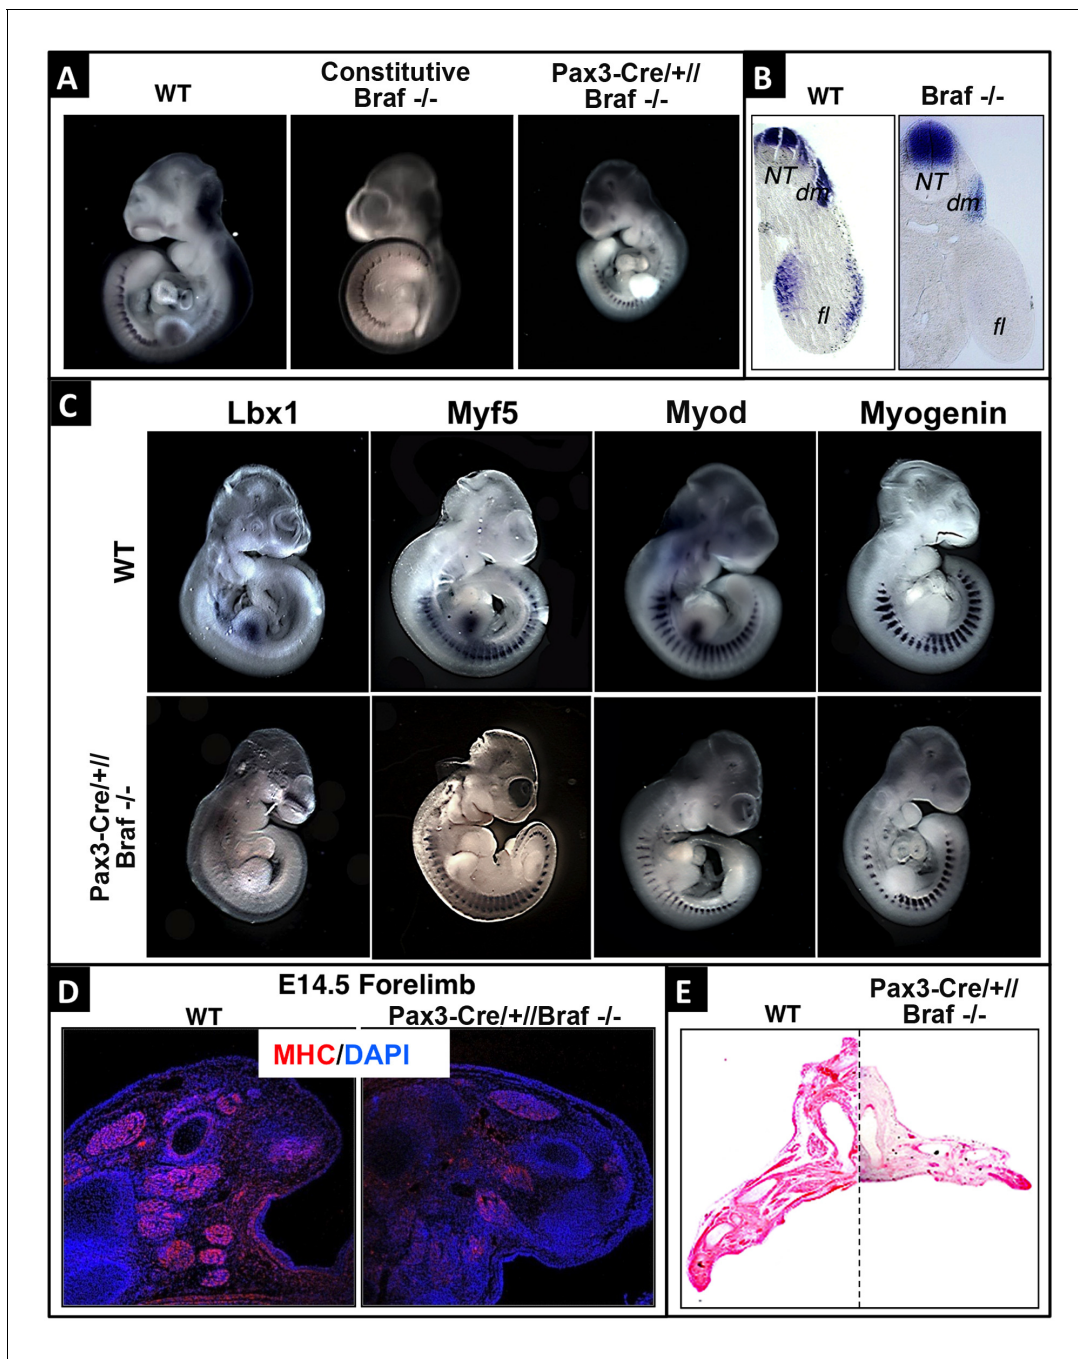 A
WT
Constitutive
Braf -/-
Pax3-Cre/+//
Braf -/-
B
WT
Braf -/-
NT
dm
fl
NT
dm
fl
C
Lbx1
Myf5
Myod
Myogenin
WT
Pax3-Cre/+//
Braf -/-
D
E14.5 Forelimb
WT
Pax3-Cre/+//Braf -/-
MHC/DAPI
E
WT
Pax3-Cre/+//
Braf -/-